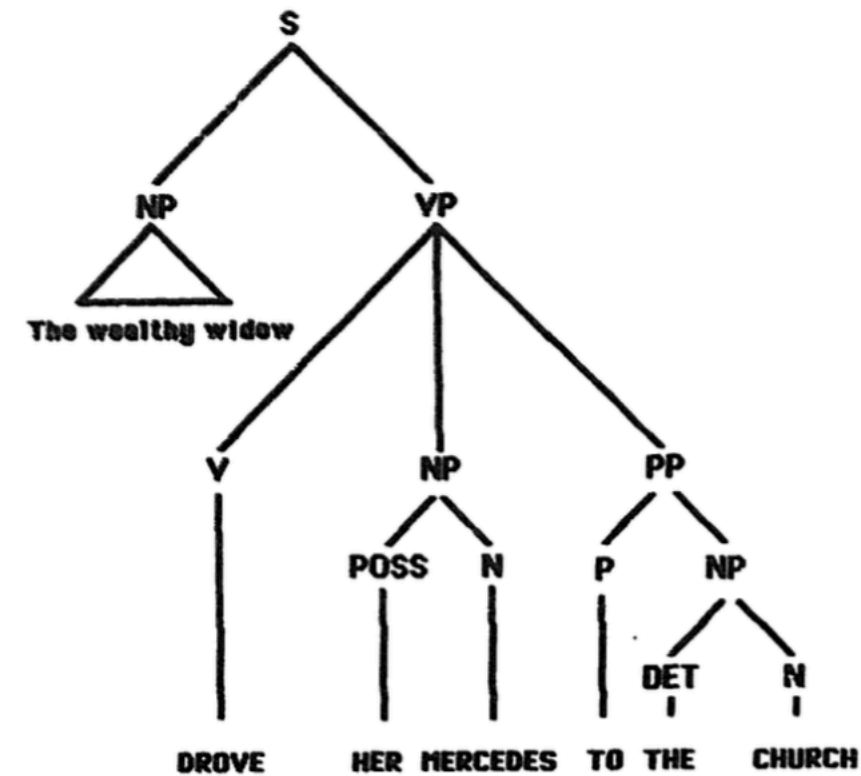 S
NP VP
The wealthy widow
V NP PP
POSS N P NP
DET N
DROVE HER MERCEDES TO THE CHURCH